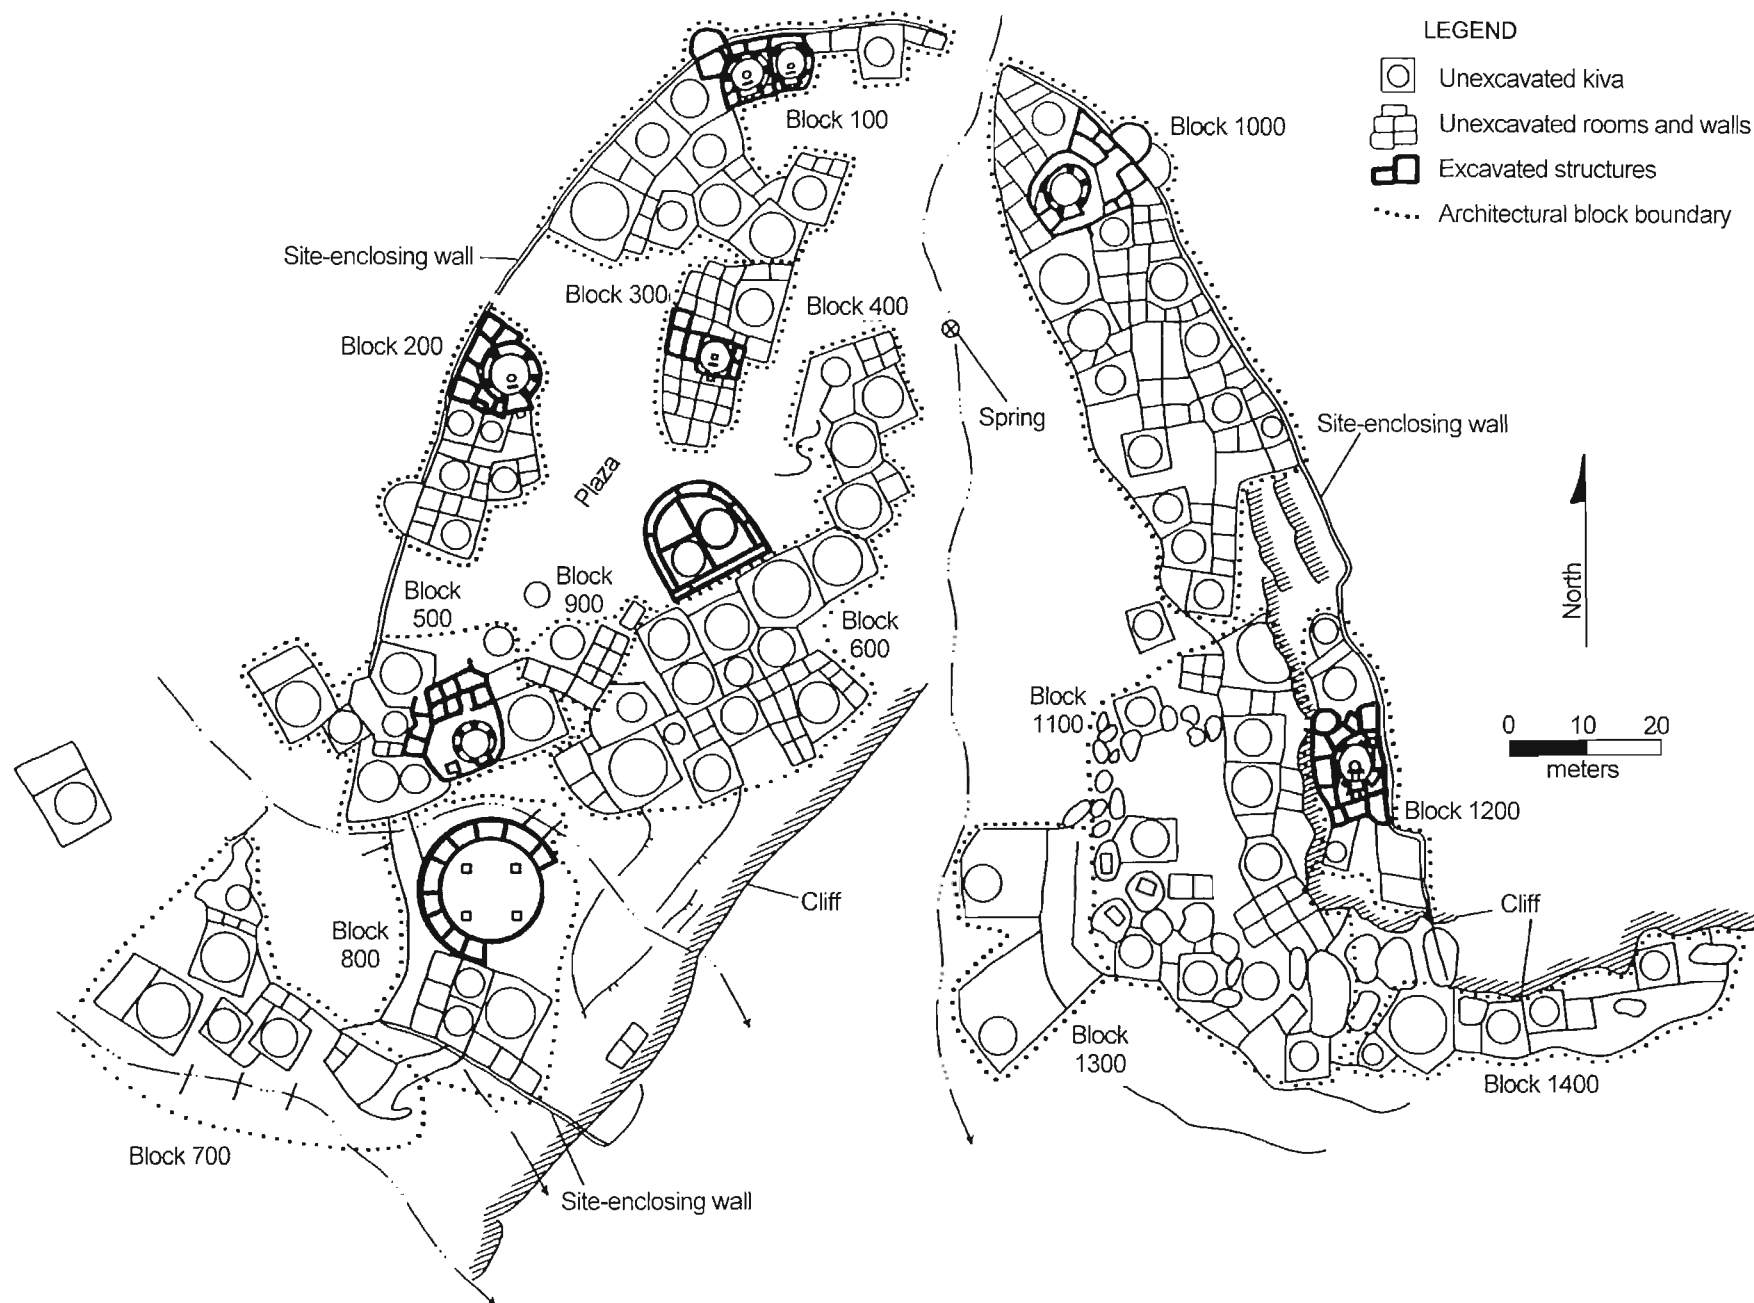 LEGEND
Unexcavated kiva
Unexcavated rooms and walls
Excavated structures
Architectural block boundary
Block 100
Block 1000
Site-enclosing wall
Block 300
Block 400
Block 200
Spring
Site-enclosing wall
Plaza
North
Block
500
Block
900
Block
600
Block
1100
0 10 20
meters
Block 1200
Cliff
Cliff
Block
800
Block
1300
Block 1400
Block 700
Site-enclosing wall